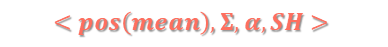 < pos(mean), Σ, α, SH >